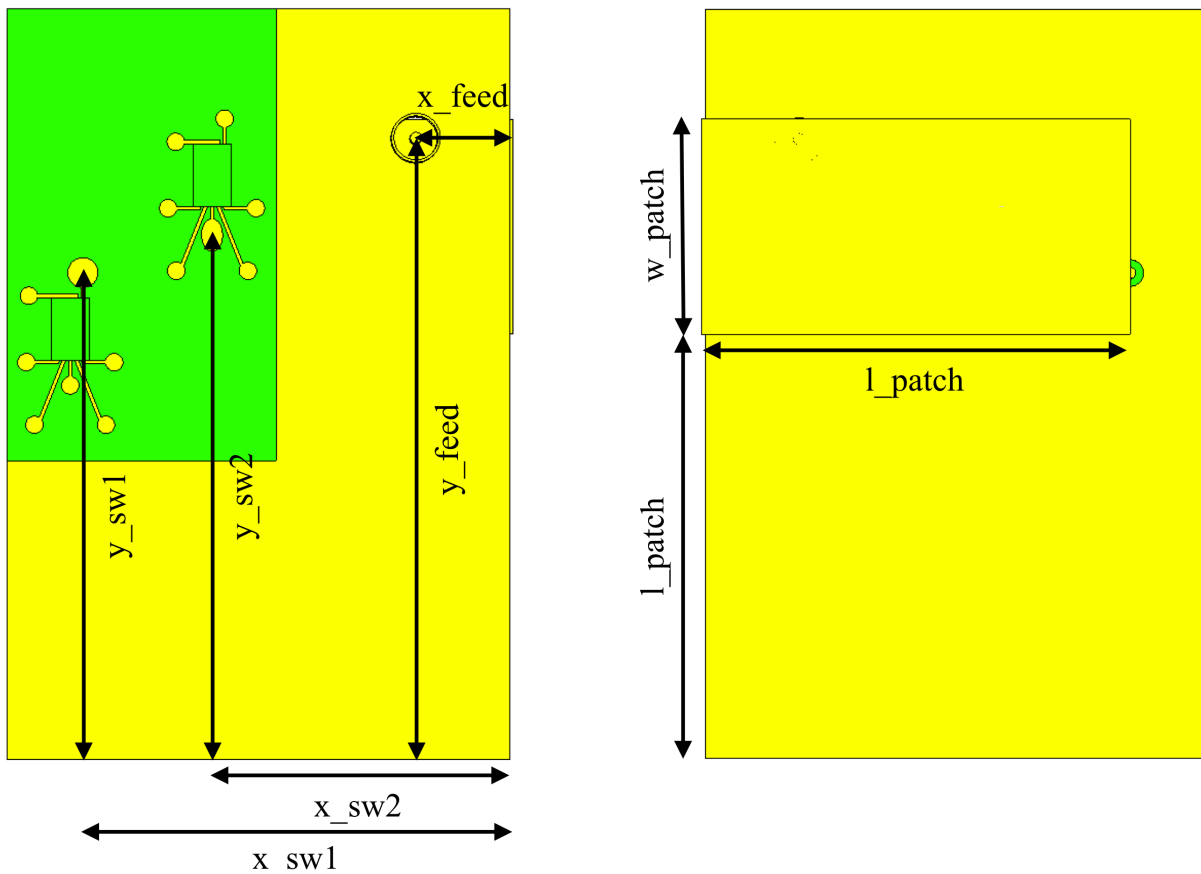 x_feed
w_patch
l_patch
y_feed
y_sw2
y_sw1
l_patch
x_sw2
x_sw1